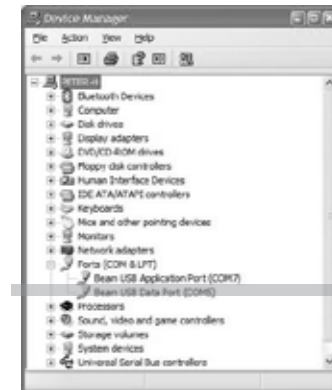 Device Manager
File Action View Help
PETER-H
Bluetooth Devices
Computer
Disk drives
Display adapters
DVD/CD-ROM drives
Floppy disk controllers
Human Interface Devices
IDE ATA/ATAPI controllers
Keyboards
Mice and other pointing devices
Monitors
Network adapters
Ports (COM & LPT)
Beam USB Application Port (COM7)
Beam USB Data Port (COM5)
Processors
Sound, video and game controllers
Storage volumes
System devices
Universal Serial Bus controllers